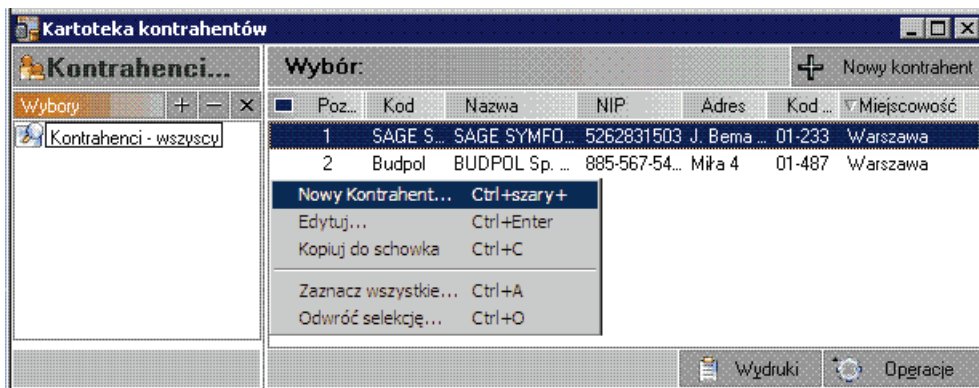 Kartoteka kontrahentów
Kontrahenci... Wybór: Nowy kontrahent
Wybory Poz... Kod Nazwa NIP Adres Kod ... Miejscowość
Kontrahenci - wszyscy 1 SAGE S... SAGE SYMFO... 5262831503 J. Bema ... 01-233 Warszawa
2 Budpol BUDPOL Sp. ... 885-567-54... Miła 4 01-487 Warszawa
Nowy Kontrahent... Ctrl+szary+
Edytuj... Ctrl+Enter
Kopiuj do schowka Ctrl+C
Zaznacz wszystkie... Ctrl+A
Odwróć selekcję... Ctrl+O
Wydruki Operacje